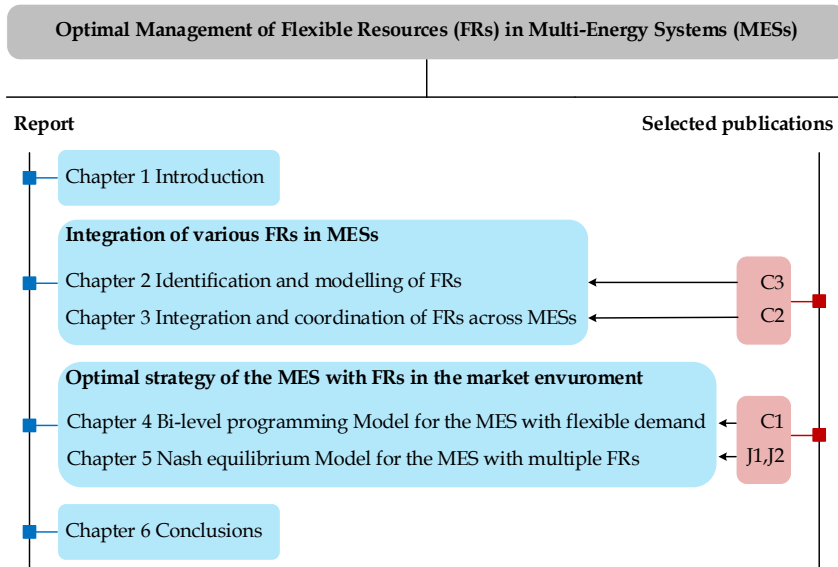 Optimal Management of Flexible Resources (FRs) in Multi-Energy Systems (MESs)
Report
Selected publications
Chapter 1 Introduction
Integration of various FRs in MESs
Chapter 2 Identification and modelling of FRs
C3
Chapter 3 Integration and coordination of FRs across MESs
C2
Optimal strategy of the MES with FRs in the market envuroment
Chapter 4 Bi-level programming Model for the MES with flexible demand
C1
Chapter 5 Nash equilibrium Model for the MES with multiple FRs
J1,J2
Chapter 6 Conclusions